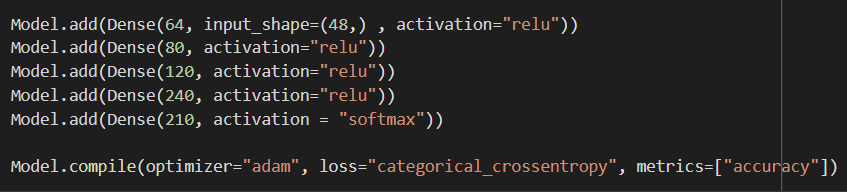 Model.add(Dense(64, input_shape=(48,) , activation="relu"))
Model.add(Dense(80, activation="relu"))
Model.add(Dense(120, activation="relu"))
Model.add(Dense(240, activation="relu"))
Model.add(Dense(210, activation = "softmax"))
Model.compile(optimizer="adam", loss="categorical_crossentropy", metrics=["accuracy"])